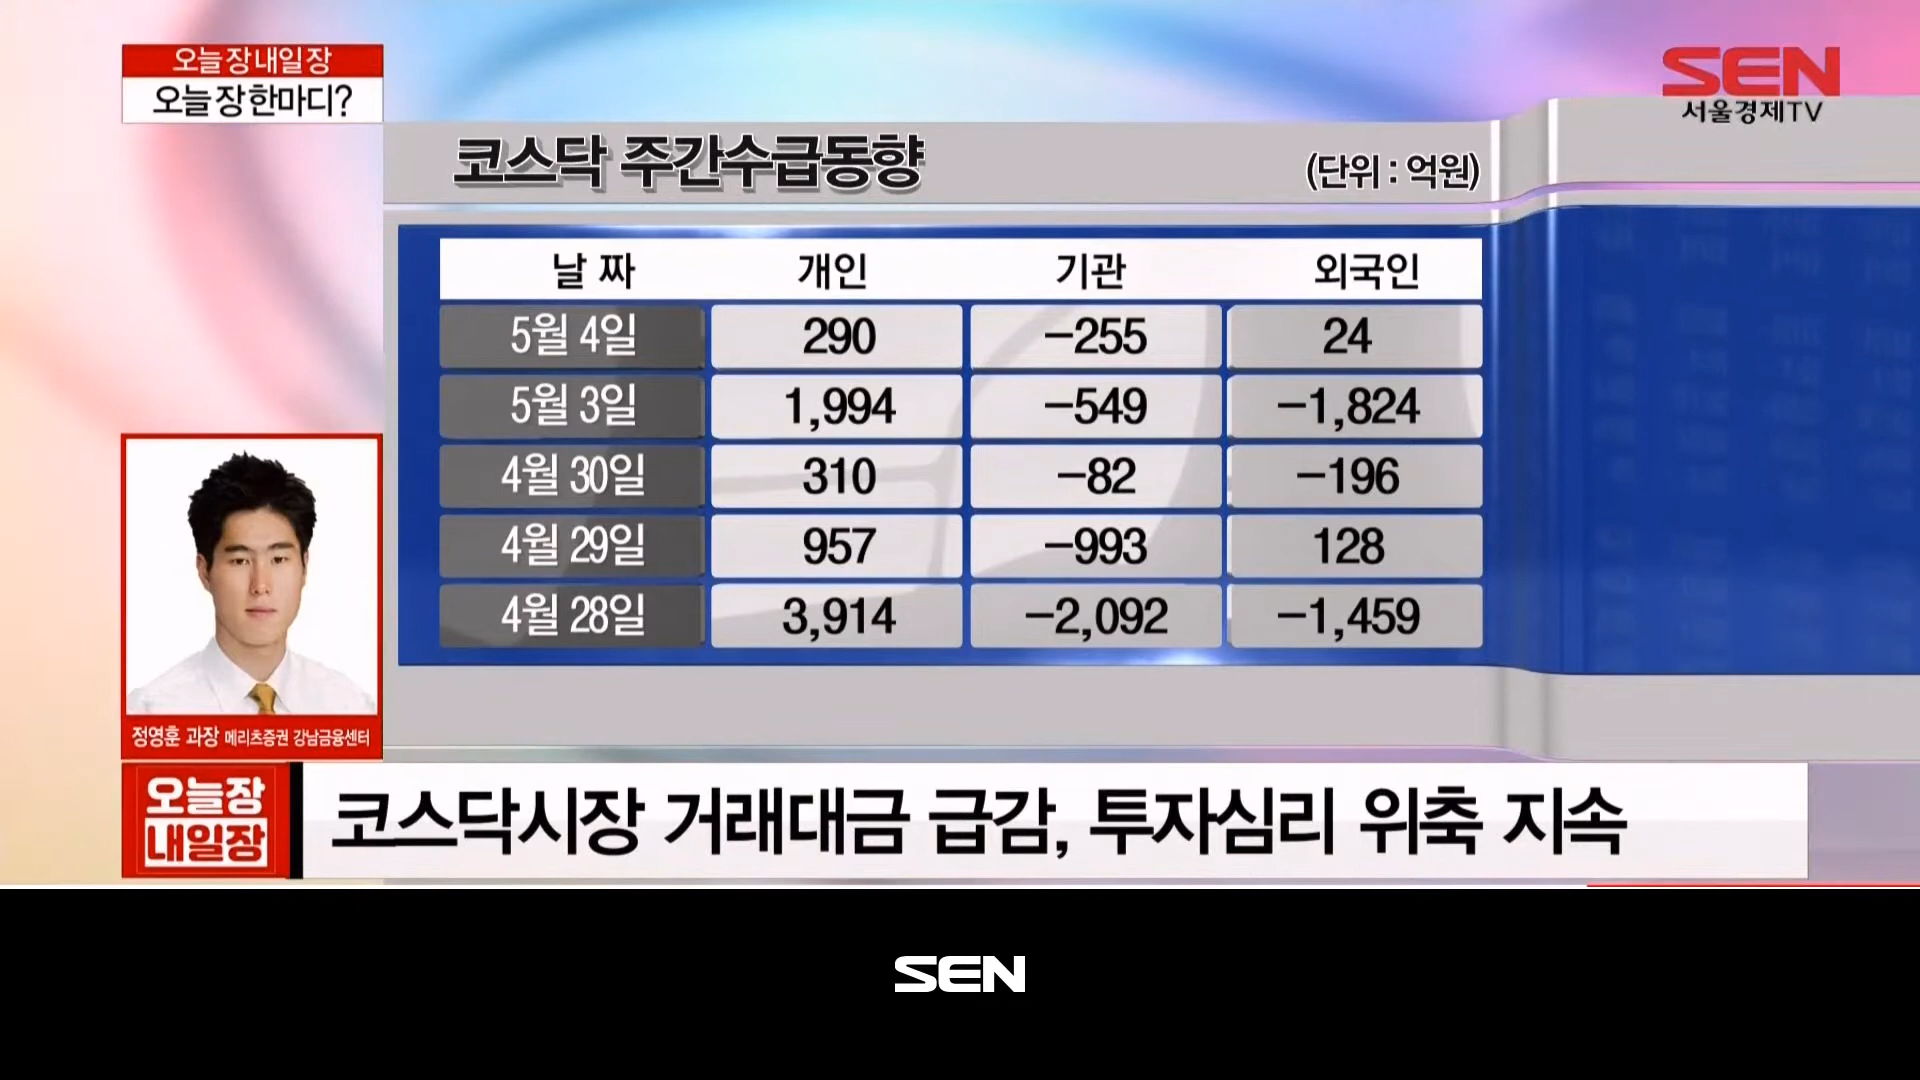 오늘장 내일장
오늘장 한마디?
SEN
서울경제TV
코스닥 주간수급동향
(단위 : 억원)
날 짜 개인 기관 외국인
5월 4일 290 -255 24
5월 3일 1,994 -549 -1,824
4월 30일 310 -82 -196
4월 29일 957 -993 128
4월 28일 3,914 -2,092 -1,459
정영훈 과장 메리츠증권 강남금융센터
오늘장
내일장
코스닥시장 거래대금 급감, 투자심리 위축 지속
SEN